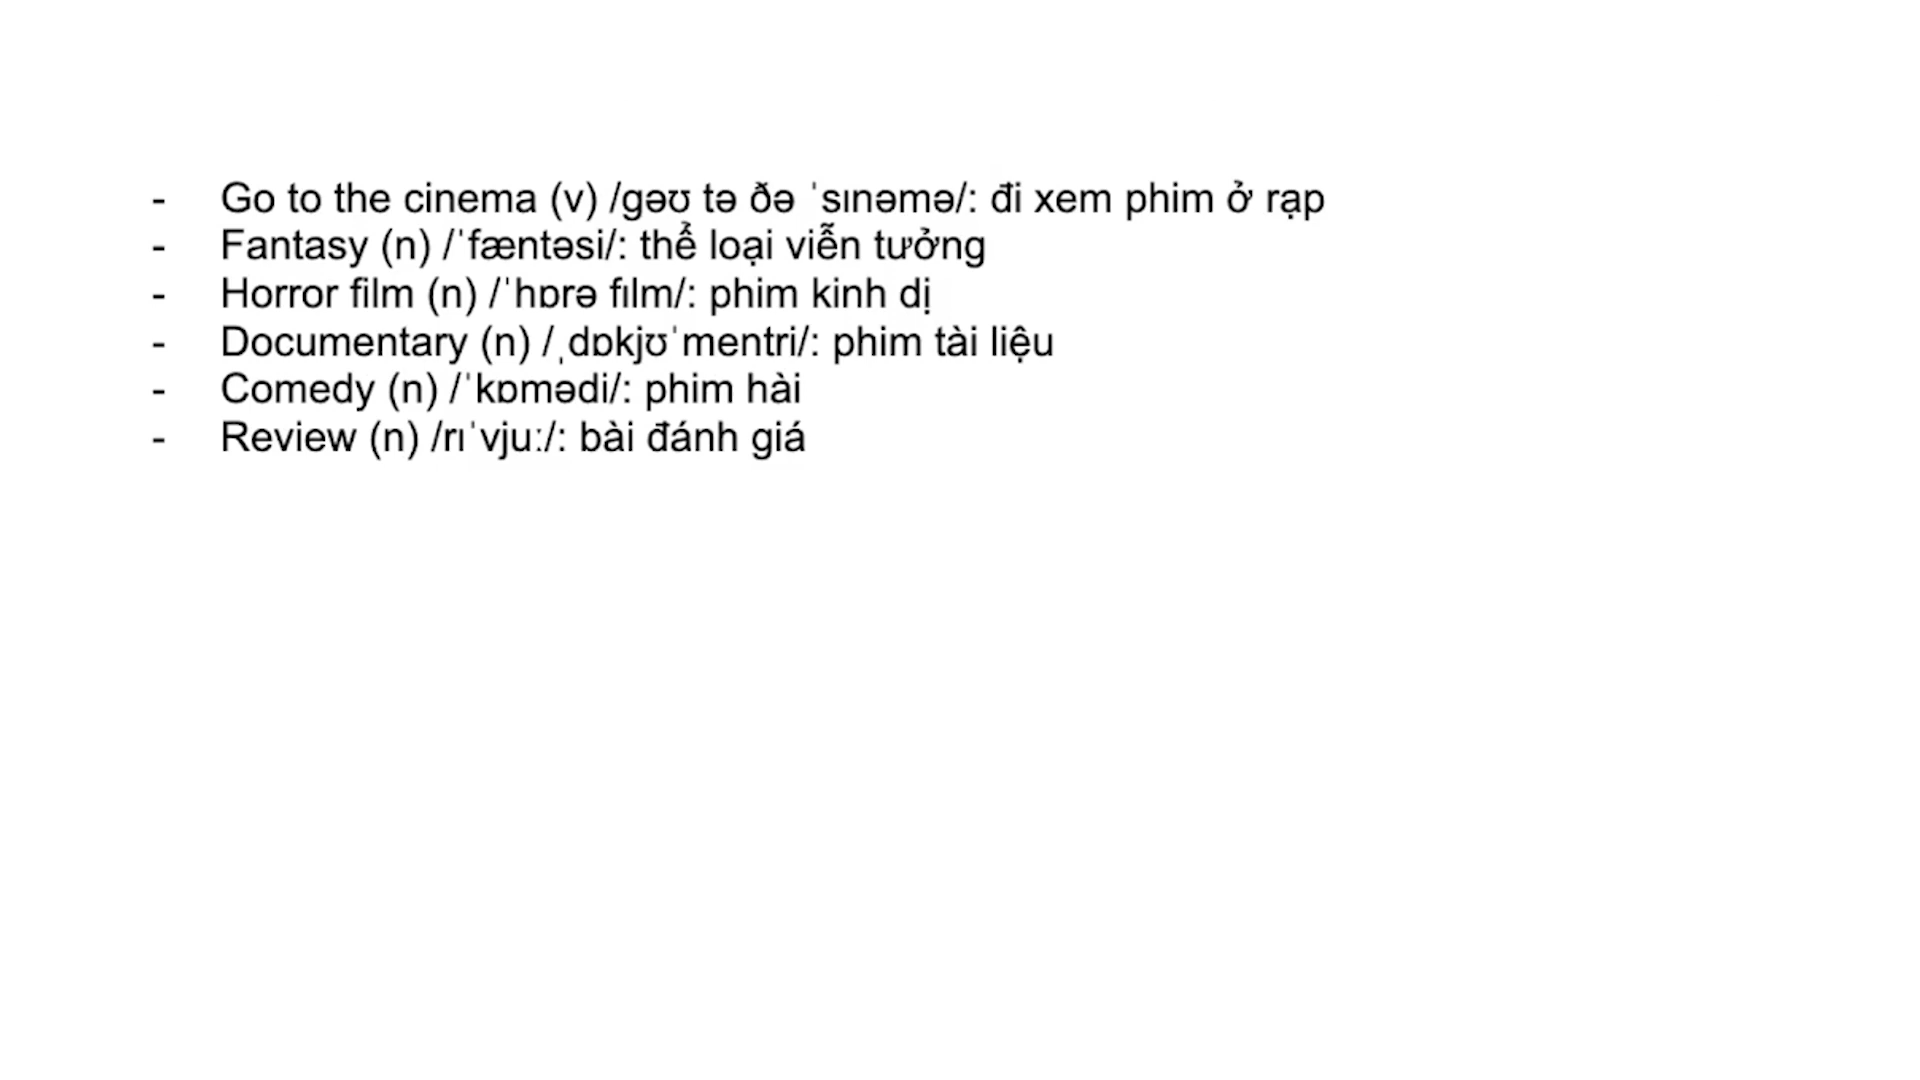 - Go to the cinema (v) /gəʊ tə ðə ˈsɪnəmə/: đi xem phim ở rạp
- Fantasy (n) /ˈfæntəsi/: thể loại viễn tưởng
- Horror film (n) /ˈhɒrə fɪlm/: phim kinh dị
- Documentary (n) /ˌdɒkjʊˈmentri/: phim tài liệu
- Comedy (n) /ˈkɒmədi/: phim hài
- Review (n) /rɪˈvjuː/: bài đánh giá